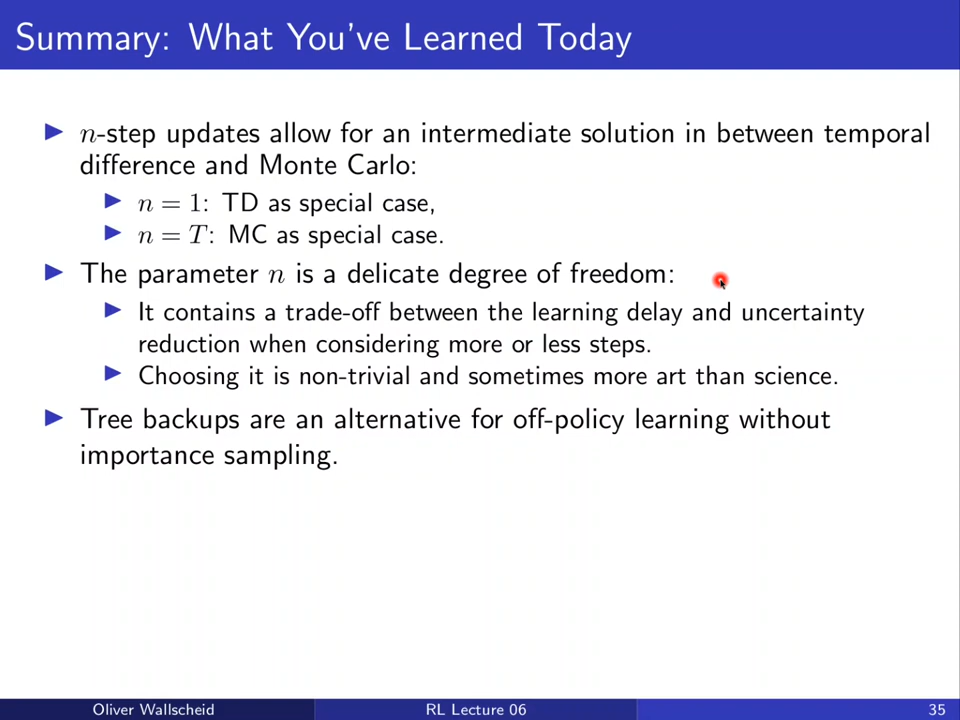 Summary: What You've Learned Today
▶ n-step updates allow for an intermediate solution in between temporal
difference and Monte Carlo:
▶ n = 1: TD as special case,
▶ n = T: MC as special case.
▶ The parameter n is a delicate degree of freedom:
▶ It contains a trade-off between the learning delay and uncertainty
reduction when considering more or less steps.
▶ Choosing it is non-trivial and sometimes more art than science.
▶ Tree backups are an alternative for off-policy learning without
importance sampling.
Oliver Wallscheid RL Lecture 06 35